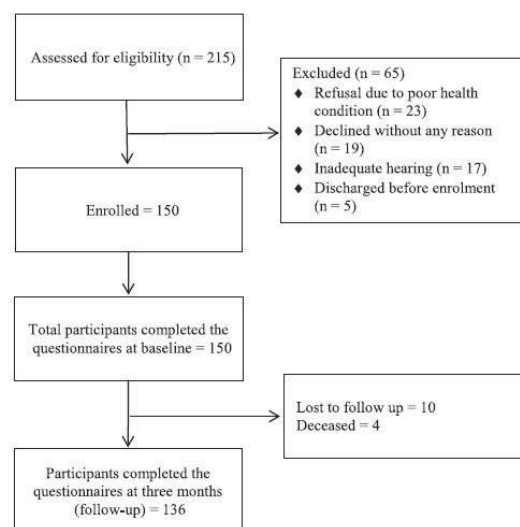 Assessed for eligibility (n = 215)
Excluded (n = 65)
♦ Refusal due to poor health
condition (n = 23)
♦ Declined without any reason
(n = 19)
♦ Inadequate hearing (n = 17)
♦ Discharged before enrolment
(n = 5)
Enrolled = 150
Total participants completed the
questionnaires at baseline = 150
Lost to follow up = 10
Deceased = 4
Participants completed the
questionnaires at three months
(follow-up) = 136